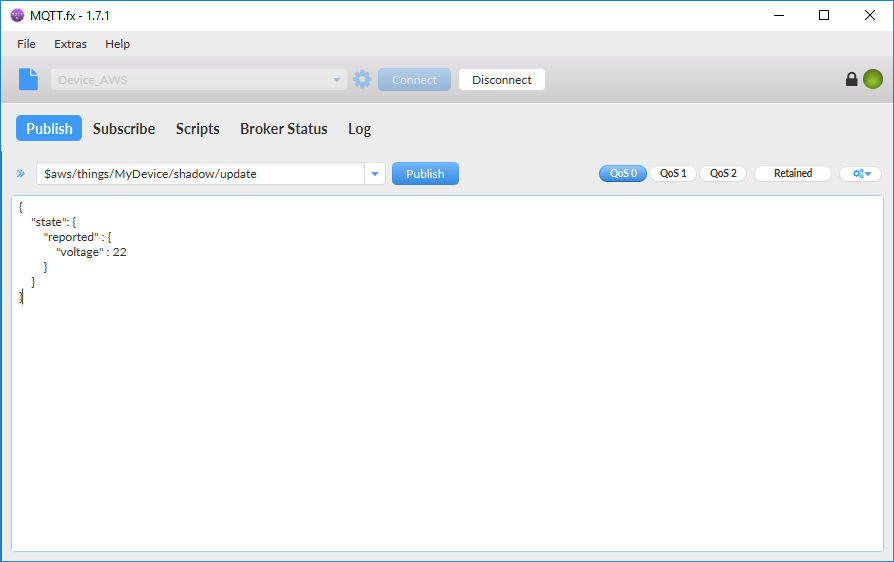 MQTT.fx - 1.7.1
File Extras Help
Device_AWS Connect Disconnect
Publish Subscribe Scripts Broker Status Log
» $aws/things/MyDevice/shadow/update Publish QoS 0 QoS 1 QoS 2 Retained
{
"state": {
"reported" : {
"voltage" : 22
}
}
}